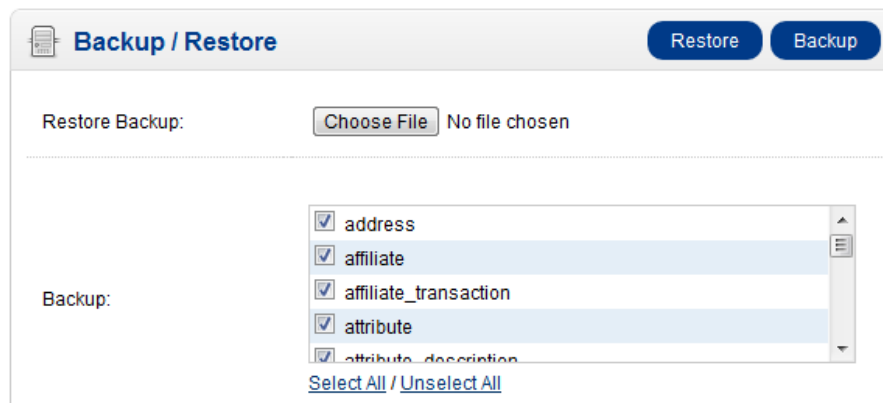 Backup / Restore
Restore Backup
Restore Backup: Choose File No file chosen
Backup:
address
affiliate
affiliate_transaction
attribute
attribute_description
Select All / Unselect All